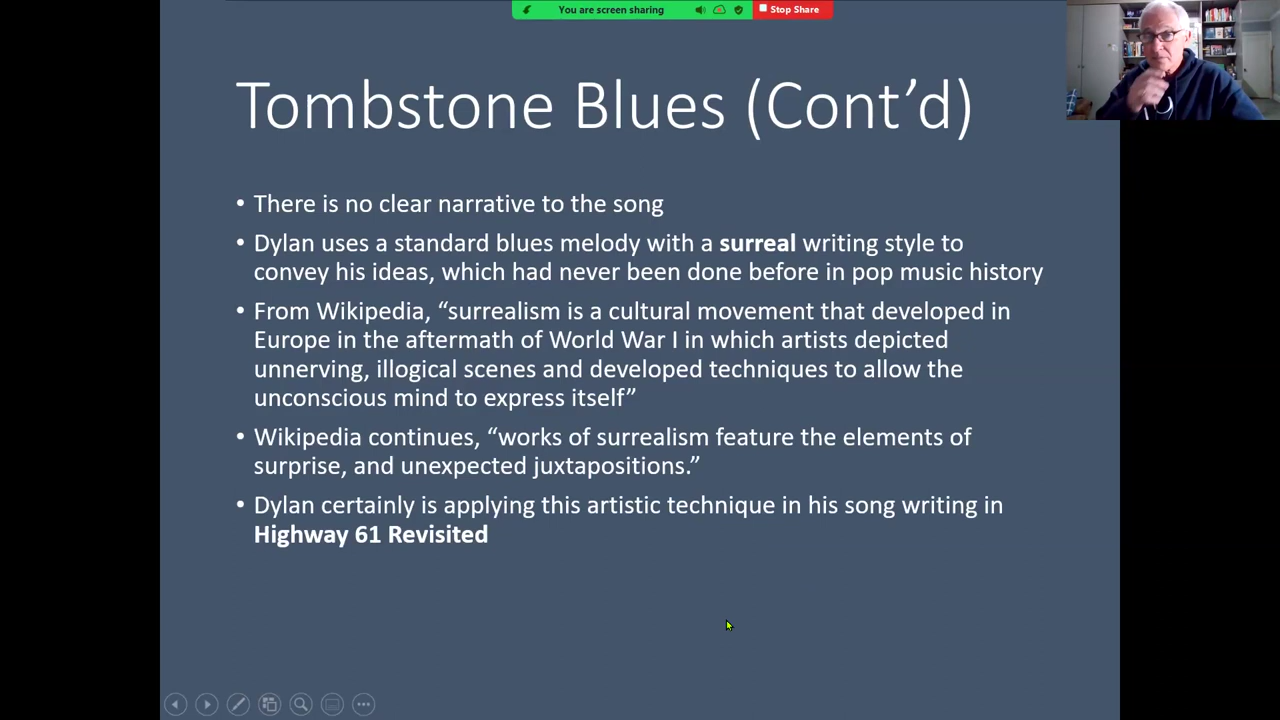 You are screen sharing
Stop Share
Tombstone Blues (Cont’d)
• There is no clear narrative to the song
• Dylan uses a standard blues melody with a surreal writing style to
convey his ideas, which had never been done before in pop music history
• From Wikipedia, “surrealism is a cultural movement that developed in
Europe in the aftermath of World War I in which artists depicted
unnerving, illogical scenes and developed techniques to allow the
unconscious mind to express itself”
• Wikipedia continues, “works of surrealism feature the elements of
surprise, and unexpected juxtapositions.”
• Dylan certainly is applying this artistic technique in his song writing in
Highway 61 Revisited